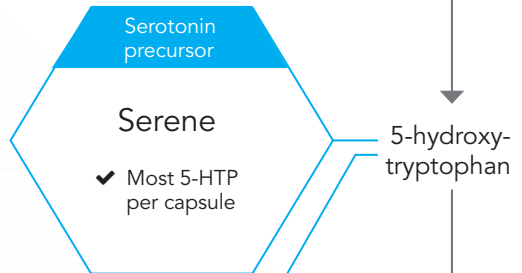 Serotonin
precursor
Serene
✔ Most 5-HTP
per capsule
5-hydroxy-
tryptophan